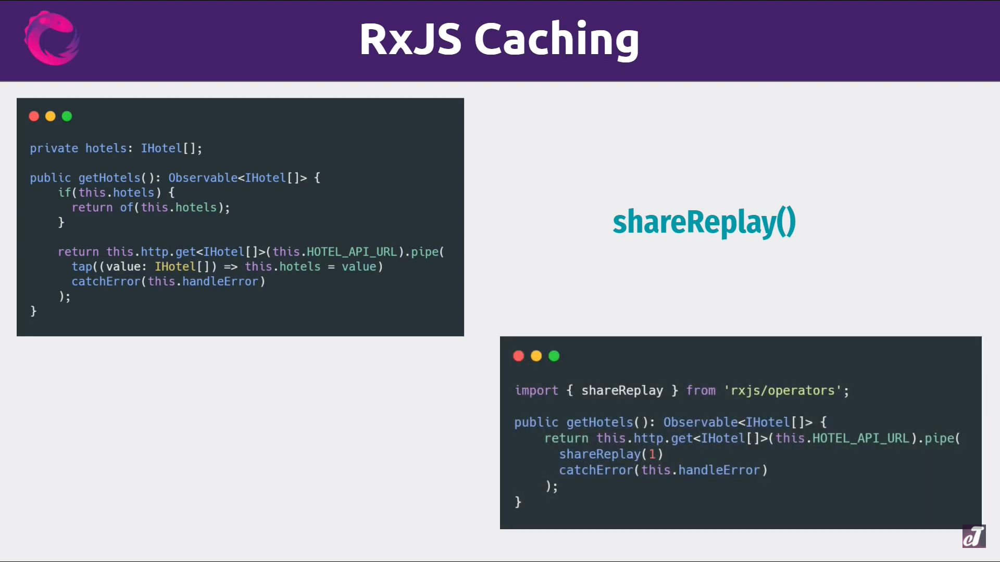 RxJS Caching
private hotels: IHotel[];
public getHotels(): Observable<IHotel[]> {
if(this.hotels) {
return of(this.hotels);
}
return this.http.get<IHotel[]>(this.HOTEL_API_URL).pipe(
tap((value: IHotel[]) => this.hotels = value)
catchError(this.handleError)
);
}
shareReplay()
import { shareReplay } from 'rxjs/operators';
public getHotels(): Observable<IHotel[]> {
return this.http.get<IHotel[]>(this.HOTEL_API_URL).pipe(
shareReplay(1)
catchError(this.handleError)
);
}
eT